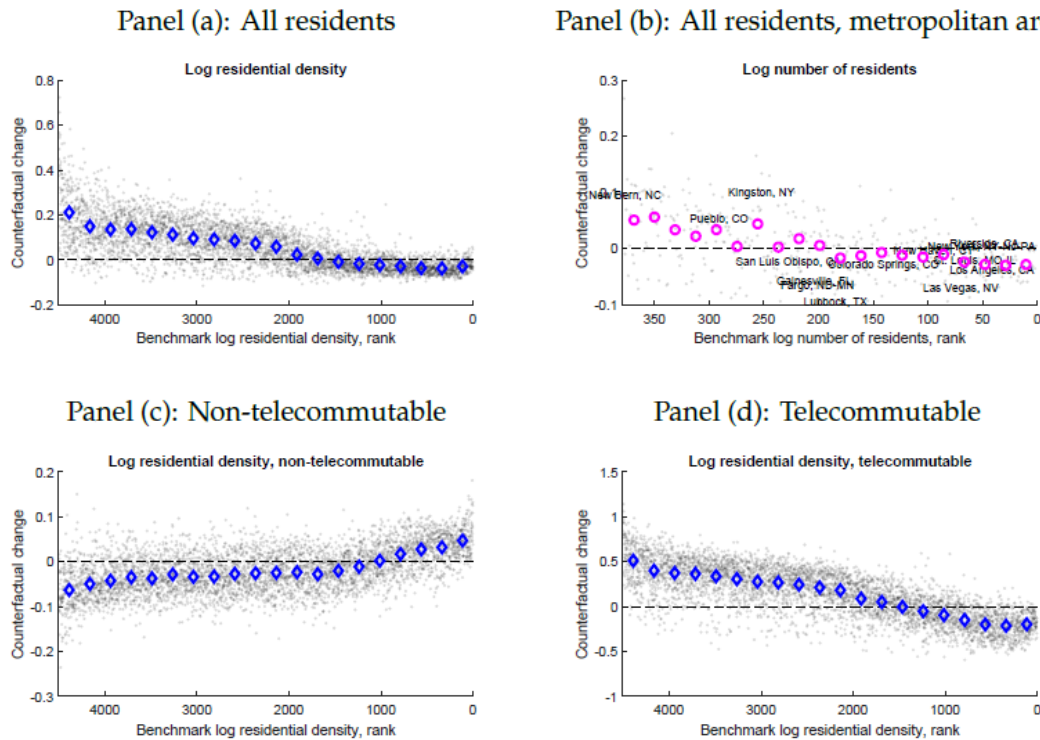 Panel (a): All residents
Log residential density
Counterfactual change
0.8
0.6
0.4
0.2
0
-0.2
4000 3000 2000 1000 0
Benchmark log residential density, rank
Panel (b): All residents, metropolitan ar
Log number of residents
Counterfactual change
0.3
0.2
0.1
0
-0.1
New Bern, NC
Kingston, NY
Pueblo, CO
Riverside, CA
San Luis Obispo,
Colorado Springs, CO
Los Angeles, CA
Gainesville, FL
Fargo, ND-MN
Las Vegas, NV
Lubbock, TX
350 300 250 200 150 100 50 0
Benchmark log number of residents, rank
Panel (c): Non-telecommutable
Log residential density, non-telecommutable
Counterfactual change
0.2
0.1
0
-0.1
-0.2
-0.3
4000 3000 2000 1000 0
Benchmark log residential density, rank
Panel (d): Telecommutable
Log residential density, telecommutable
Counterfactual change
1.5
1
0.5
0
-0.5
-1
4000 3000 2000 1000 0
Benchmark log residential density, rank